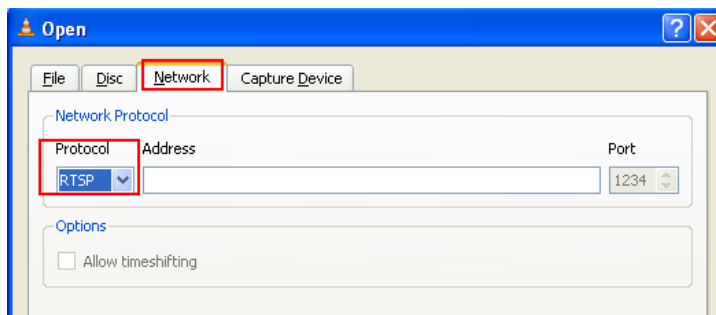 Open
File Disc Network Capture Device
Network Protocol
Protocol Address Port
RTSP 1234
Options
Allow timeshifting